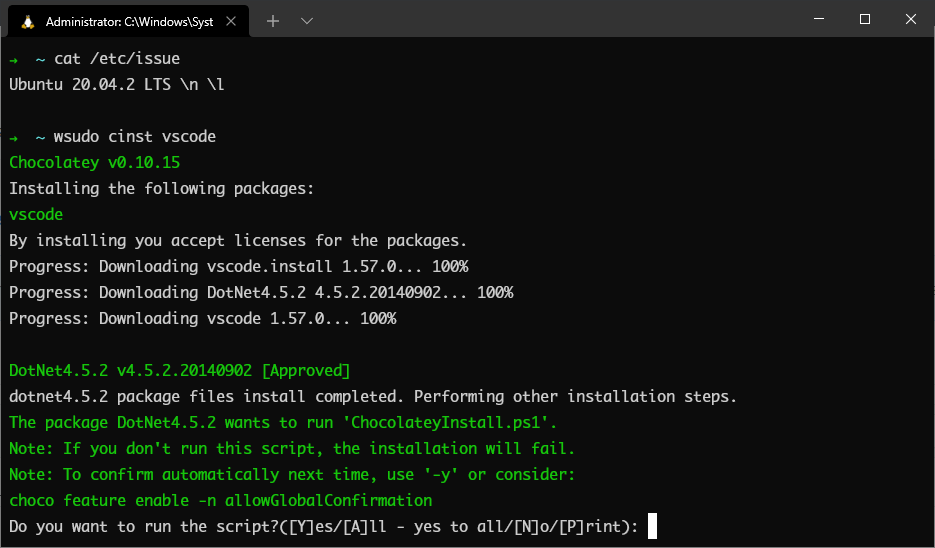 Administrator: C:\Windows\Syst
→ ~ cat /etc/issue
Ubuntu 20.04.2 LTS \n \l
→ ~ wsudo cinst vscode
Chocolatey v0.10.15
Installing the following packages:
vscode
By installing you accept licenses for the packages.
Progress: Downloading vscode.install 1.57.0... 100%
Progress: Downloading DotNet4.5.2 4.5.2.20140902... 100%
Progress: Downloading vscode 1.57.0... 100%
DotNet4.5.2 v4.5.2.20140902 [Approved]
dotnet4.5.2 package files install completed. Performing other installation steps.
The package DotNet4.5.2 wants to run 'ChocolateyInstall.ps1'.
Note: If you don't run this script, the installation will fail.
Note: To confirm automatically next time, use '-y' or consider:
choco feature enable -n allowGlobalConfirmation
Do you want to run the script?([Y]es/[A]ll - yes to all/[N]o/[P]rint):